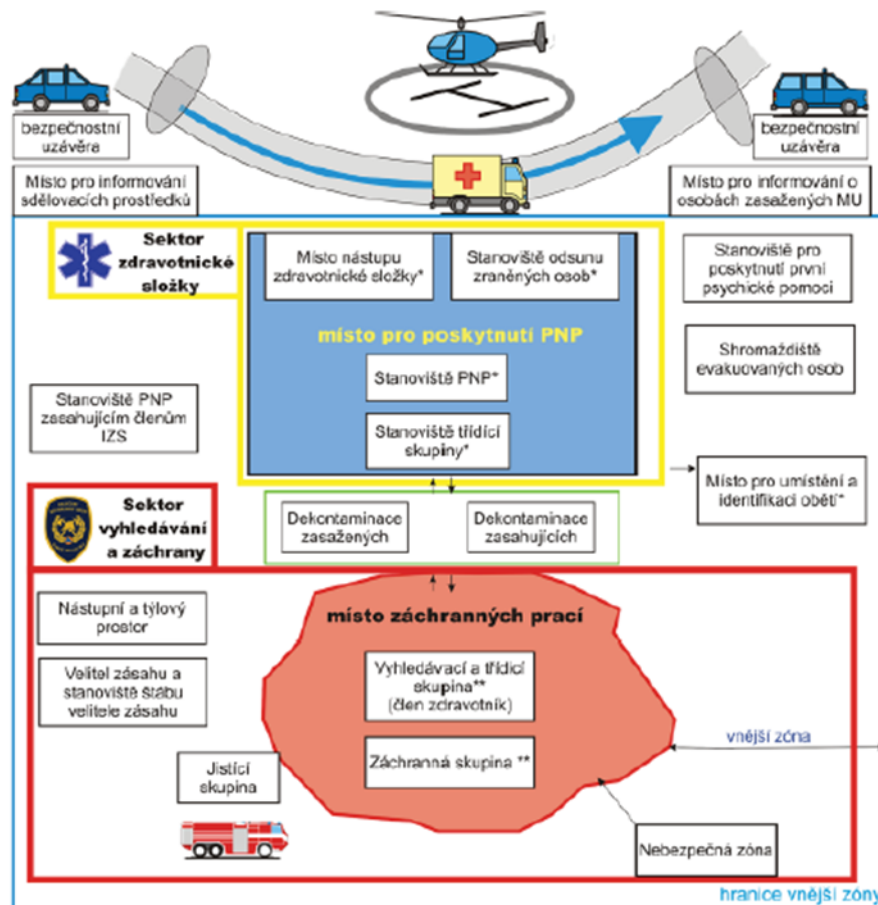 bezpečnostní
uzávěra
bezpečnostní
uzávěra
Místo pro informování
sdělovacích prostředků
Místo pro informování o
osobách zasažených MU
Sektor
zdravotnické
složky
Místo nástupu
zdravotnické složky*
Stanoviště odsunu
zraněných osob*
Stanoviště pro
poskytnutí první
psychické pomoci
místo pro poskytnutí PNP
Shromaždiště
evakuovaných osob
Stanoviště PNP*
Stanoviště PNP
zasahujícím členům
IZS
Stanoviště třídící
skupiny*
Místo pro umístění a
identifikaci obětí*
Sektor
vyhledávání
a záchrany
Dekontaminace
zasažených
Dekontaminace
zasahujících
Nástupní a týlový
prostor
místo záchranných prací
Velitel zásahu a
stanoviště štábu
velitele zásahu
Vyhledávací a třídící
skupina**
(člen zdravotník)
vnější zóna
Záchranná skupina **
Jistící
skupina
Nebezpečná zóna
hranice vnější zóny